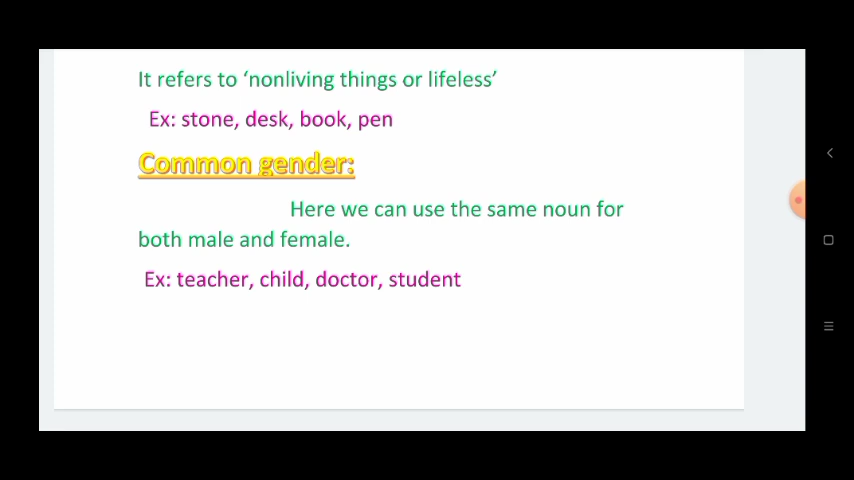 It refers to ‘nonliving things or lifeless’
Ex: stone, desk, book, pen
Common gender:
Here we can use the same noun for
both male and female.
Ex: teacher, child, doctor, student